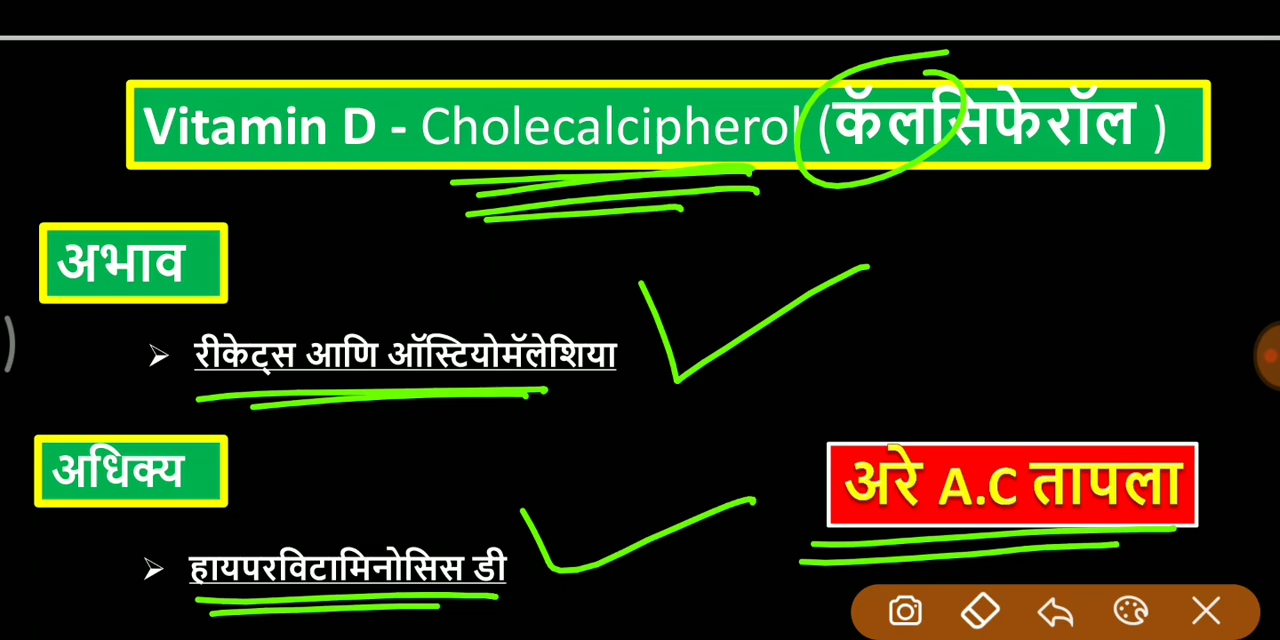 Vitamin D - Cholecalcipherol (कॅलसिफेरॉल )
अभाव
रीकेट्स आणि ऑस्टियोमॅलेशिया
अधिक्य
अरे A.C तापला
हायपरविटामिनोसिस डी